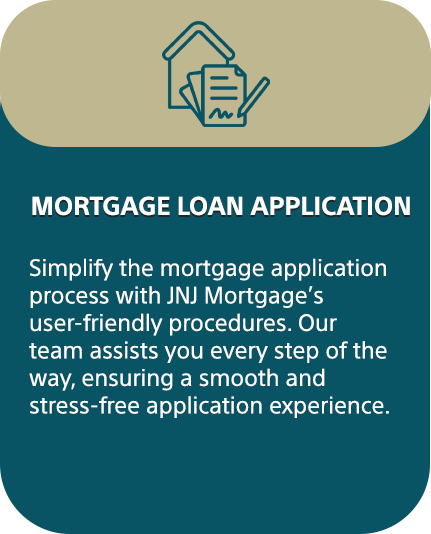 MORTGAGE LOAN APPLICATION
Simplify the mortgage application
process with JNJ Mortgage’s
user-friendly procedures. Our
team assists you every step of the
way, ensuring a smooth and
stress-free application experience.